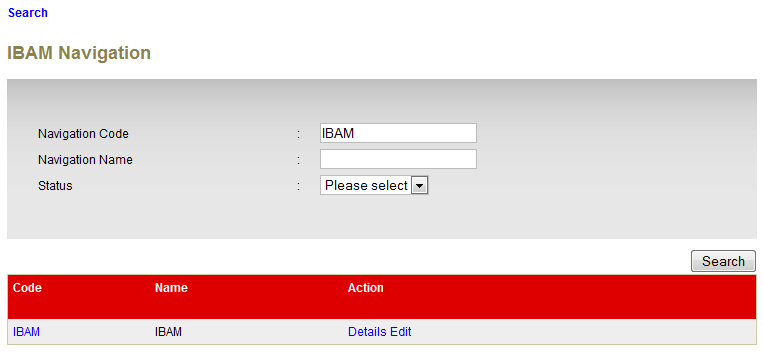 Search
IBAM Navigation
Navigation Code : IBAM
Navigation Name :
Status : Please select
Search
Code Name Action
IBAM IBAM Details Edit